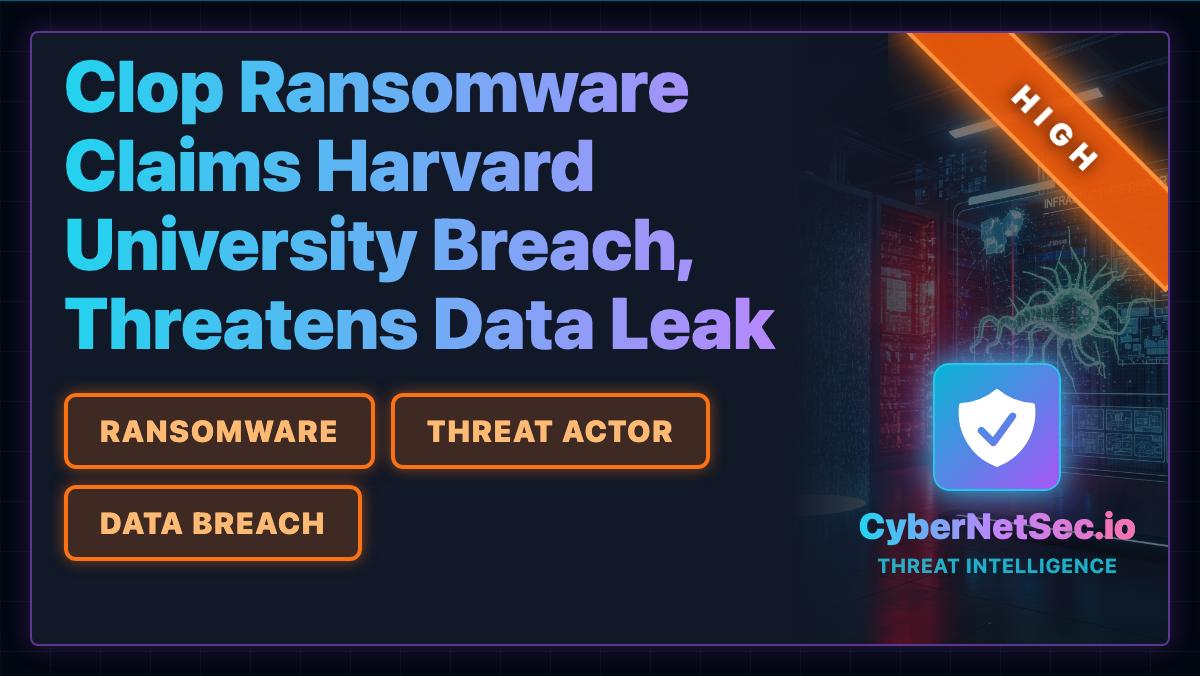 Clop Ransomware
Claims Harvard
University Breach,
Threatens Data Leak
HIGH
RANSOMWARE
THREAT ACTOR
DATA BREACH
CyberNetSec.io
THREAT INTELLIGENCE